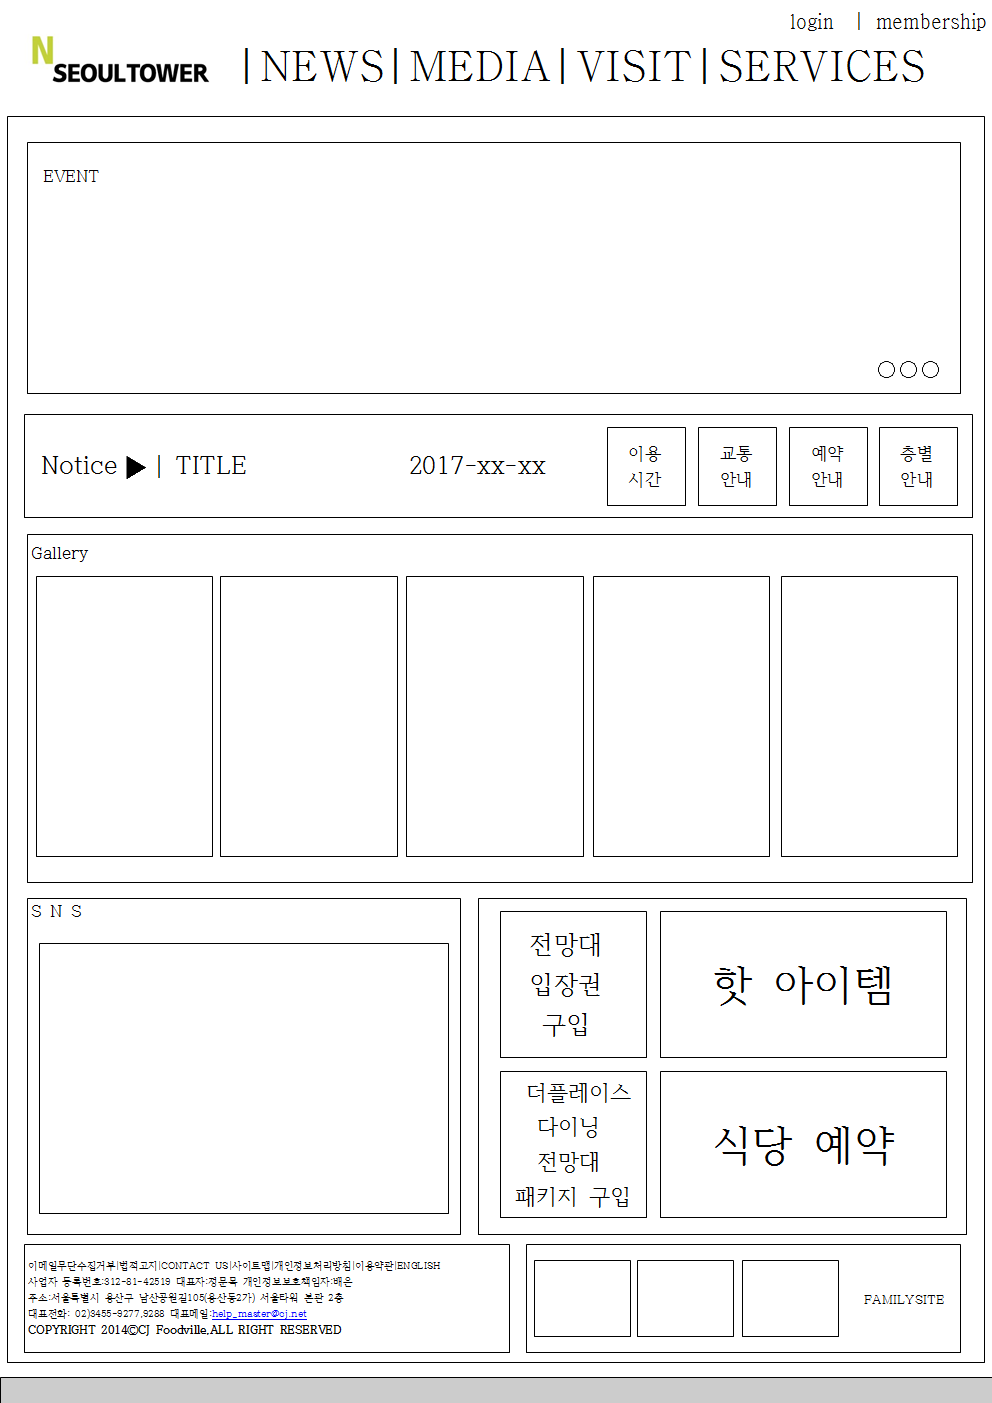 login | membership
N
SEOULTOWER
|NEWS|MEDIA|VISIT|SERVICES
EVENT
Notice ▶ | TITLE 2017-xx-xx
이용
시간
교통
안내
예약
안내
층별
안내
Gallery
S N S
전망대
입장권
구입
핫 아이템
더플레이스
다이닝
전망대
패키지 구입
식당 예약
이메일무단수집거부|법적고지|CONTACT US|사이트맵|개인정보처리방침|이용약관|ENGLISH
사업자 등록번호:312-81-42519 대표자:정문목 개인정보보호책임자:배은
주소:서울특별시 용산구 남산공원길105(용산동2가) 서울타워 본관 2층
대표전화: 02)3455-9277,9288 대표메일:help_master@cj.net
COPYRIGHT 2014©CJ Foodville,ALL RIGHT RESERVED
FAMILYSITE